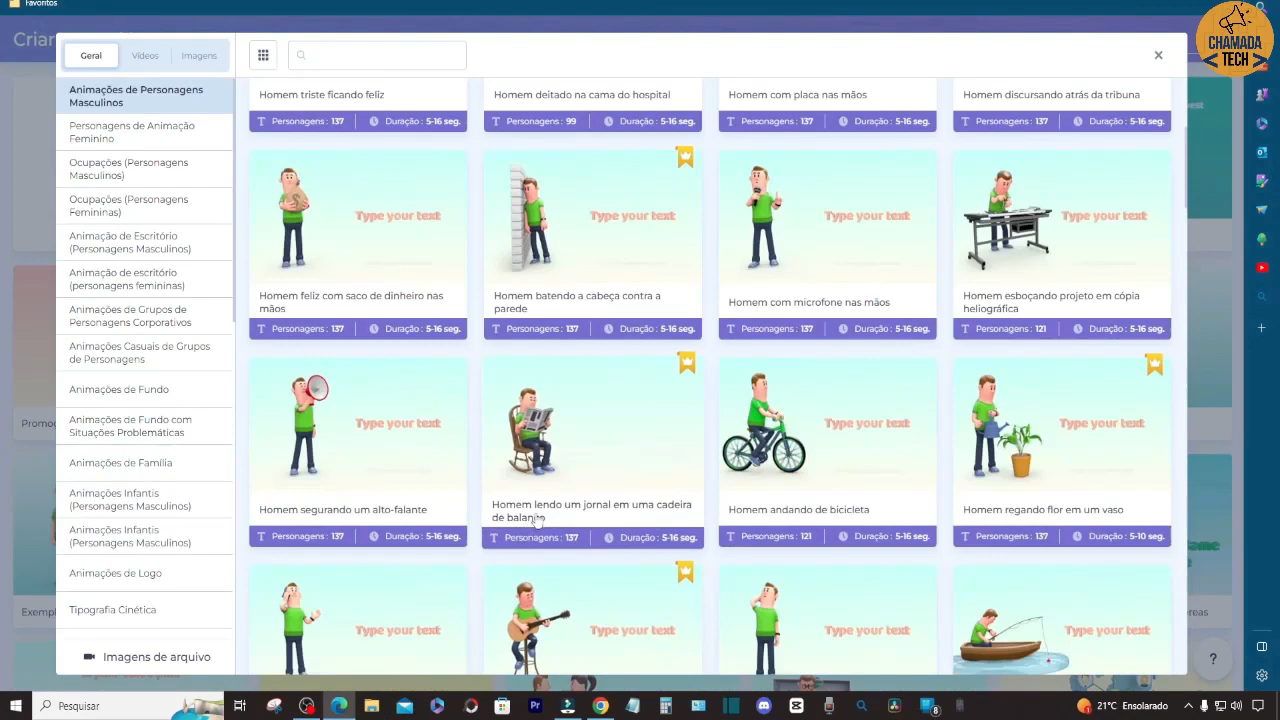 Favoritos
Criar
CHAMADA
TECH
Geral
Vídeos
Imagens
Animações de Personagens
Masculinos
Personagens de Animação
Feminino
Ocupações (Personagens
Masculinos)
Ocupações (Personagens
Femininas)
Animação de Escritório
(Personagens Masculinos)
Animação de escritório
(personagens femininas)
Animações de Grupos de
Personagens Corporativos
Animações Casuais de Grupos
de Personagens
Animações de Fundo
Animações de Fundo com
Situações Problemáticas
Animações de Família
Animações Infantis
(Personagens Masculinos)
Animações Infantis
(Personagens Masculinos)
Animações de Logo
Tipografia Cinética
Imagens de arquivo
Homem triste ficando feliz
Homem deitado na cama do hospital
Homem com placa nas mãos
Homem discursando atrás da tribuna
Personagens : 137 Duração : 5-16 seg.
Personagens : 99 Duração : 5-16 seg.
Personagens : 137 Duração : 5-16 seg.
Personagens : 137 Duração : 5-16 seg.
Type your text
Type your text
Type your text
Type your text
Homem feliz com saco de dinheiro nas
mãos
Homem batendo a cabeça contra a
parede
Homem com microfone nas mãos
Homem esboçando projeto em cópia
heliográfica
Personagens : 137 Duração : 5-16 seg.
Personagens : 137 Duração : 5-16 seg.
Personagens : 137 Duração : 5-16 seg.
Personagens : 121 Duração : 5-16 seg.
Type your text
Type your text
Type your text
Homem segurando um alto-falante
Homem lendo um jornal em uma cadeira
de balanço
Homem andando de bicicleta
Homem regando flor em um vaso
Personagens : 137 Duração : 5-16 seg.
Personagens : 137 Duração : 5-16 seg.
Personagens : 121 Duração : 5-16 seg.
Personagens : 137 Duração : 5-10 seg.
Type your text
Type your text
Type your text
Type your text
Promoc
Exempl
ereas
?
Pesquisar
21°C Ensolarado